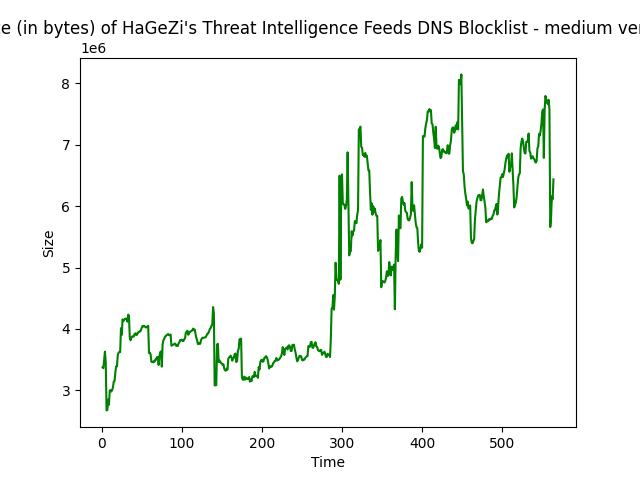 e (in bytes) of HaGeZi's Threat Intelligence Feeds DNS Blocklist - medium ver
1e6
8
7
6
5
4
3
Size
0 100 200 300 400 500
Time